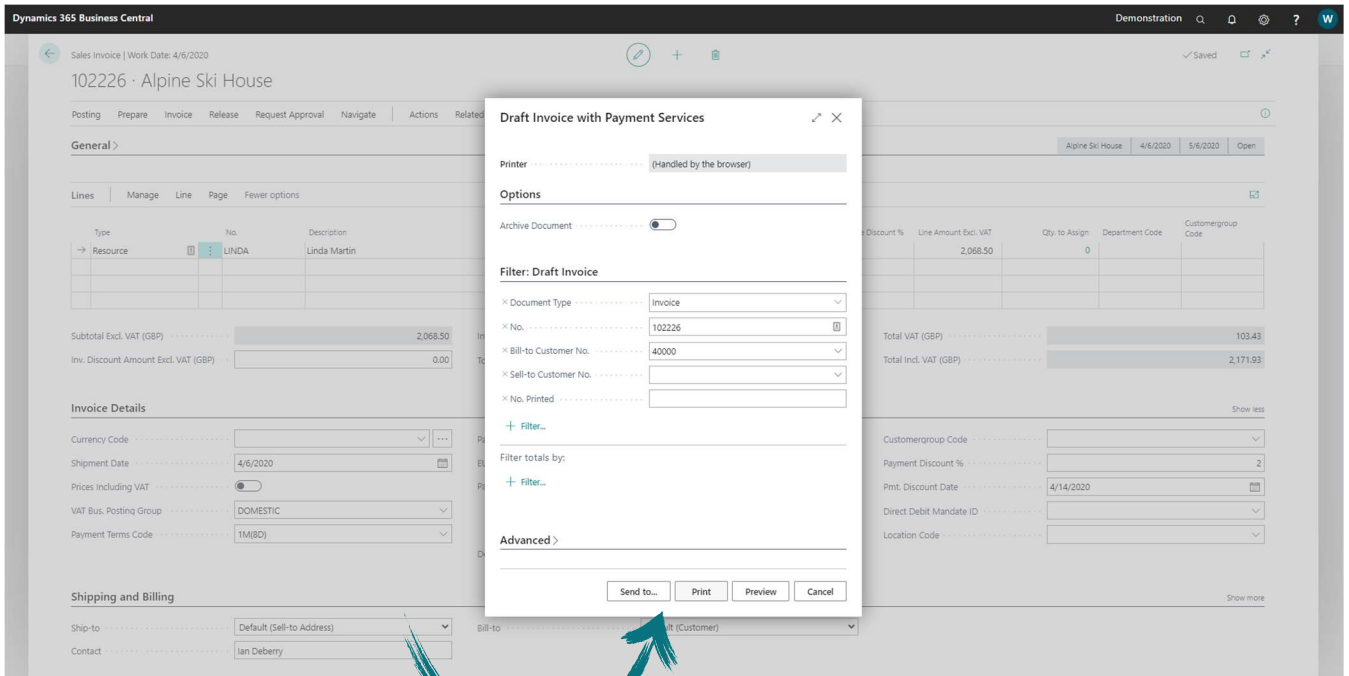 Dynamics 365 Business Central Demonstration ? W
Sales Invoice | Work Date: 4/6/2020 Saved
102226 · Alpine Ski House
Posting Prepare Invoice Release Request Approval Navigate Actions Related
General Alpine Ski House 4/6/2020 5/6/2020 Open
Lines Manage Line Page Fewer options
Type No. Description Discount % Line Amount Excl. VAT Qty. to Assign Department Code Customergroup Code
Resource LINDA Linda Martin 2,068.50 0
Subtotal Excl. VAT (GBP) 2,068.50 In Total VAT (GBP) 103.43
Inv. Discount Amount Excl. VAT (GBP) 0.00 To Total Incl. VAT (GBP) 2,171.93
Invoice Details Show less
Currency Code Pa Customergroup Code
Shipment Date 4/6/2020 EU Payment Discount % 2
Prices Including VAT Pa Pmt. Discount Date 4/14/2020
VAT Bus. Posting Group DOMESTIC Direct Debit Mandate ID
Payment Terms Code 1M(8D) Location Code
Shipping and Billing Show more
Ship-to Default (Sell-to Address) Bill-to (Customer)
Contact Ian Deberry
Draft Invoice with Payment Services
Printer (Handled by the browser)
Options
Archive Document
Filter: Draft Invoice
Document Type Invoice
No. 102226
Bill-to Customer No. 40000
Sell-to Customer No.
No. Printed
+ Filter...
Filter totals by:
+ Filter...
Advanced
Send to... Print Preview Cancel